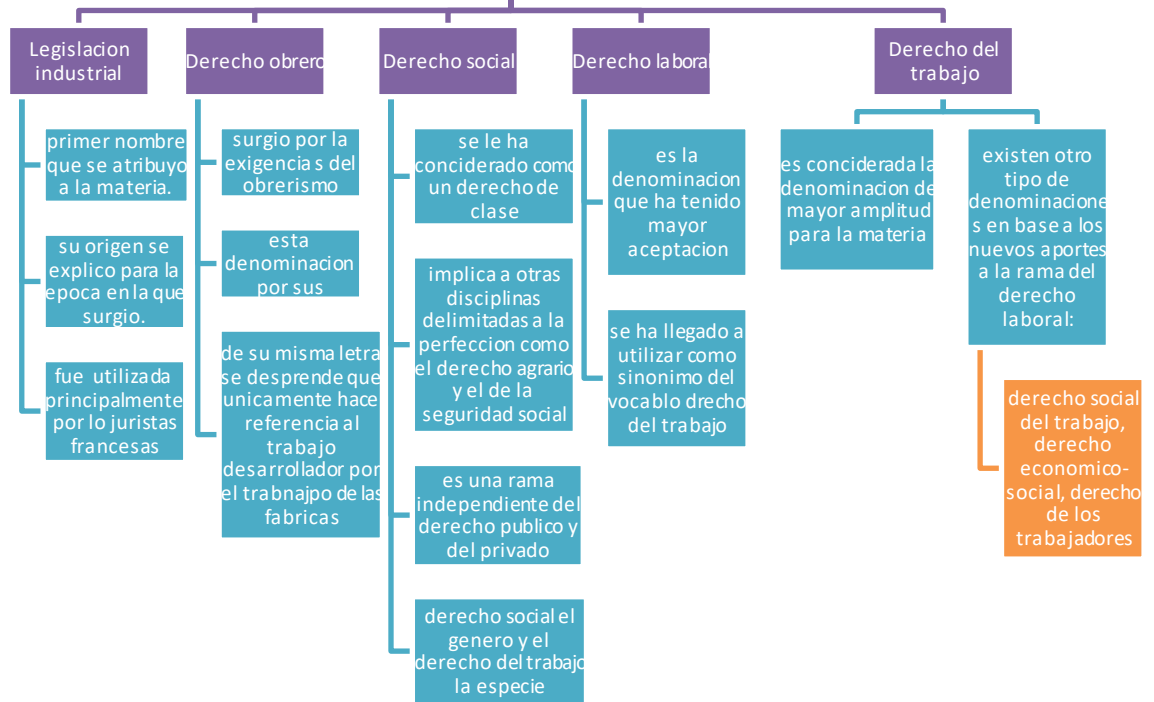 Legislacion
industrial
primer nombre
que se atribuyo
a la materia.
su origen se
explico para la
epoca en la que
surgio.
fue utilizada
principalmente
por lo juristas
francesas
Derecho obrero
surgio por la
exigencias del
obrerismo
esta
denominacion
por sus
de su misma letra
se desprende que
unicamente hace
referencia al
trabajo
desarrollador por
el trabnajpo de las
fabricas
Derecho social
se le ha
conciderado como
un derecho de
clase
implica a otras
disciplinas
delimitadas a la
perfeccion como
el derecho agrario
y el de la
seguridad social
es una rama
independiente del
derecho publico y
del privado
derecho social el
genero y el
derecho del trabajo
la especie
Derecho laboral
es la
denominacion
que ha tenido
mayor
aceptacion
se ha llegado a
utilizar como
sinonimo del
vocablo drecho
del trabajo
Derecho del
trabajo
es conciderada la
denominacion de
mayor amplitud
para la materia
existen otro
tipo de
denominacione
s en base a los
nuevos aportes
a la rama del
derecho
laboral:
derecho social
del trabajo,
derecho
economico-
social, derecho
de los
trabajadores